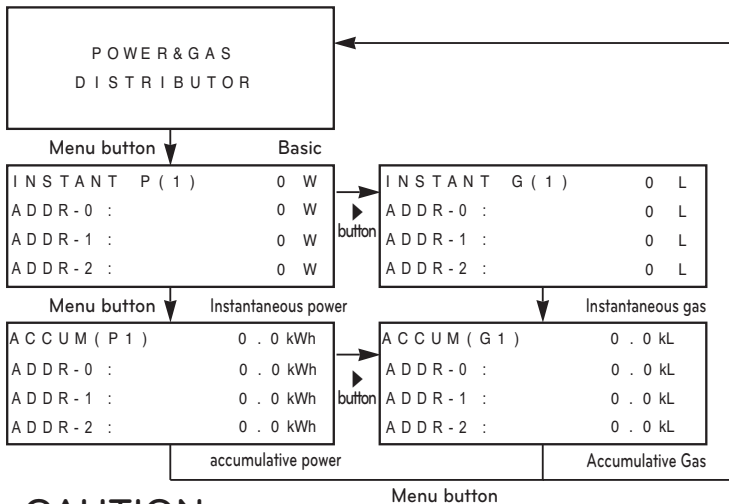 POWER&GAS
DISTRIBUTOR
Menu button Basic
INSTANT P(1) 0 W
ADDR-0 : 0 W
ADDR-1 : 0 W
ADDR-2 : 0 W
button
INSTANT G(1) 0 L
ADDR-0 : 0 L
ADDR-1 : 0 L
ADDR-2 : 0 L
Menu button Instantaneous power
Instantaneous gas
ACCUM(P1) 0.0 kWh
ADDR-0 : 0.0 kWh
ADDR-1 : 0.0 kWh
ADDR-2 : 0.0 kWh
button
ACCUM(G1) 0.0 kL
ADDR-0 : 0.0 kL
ADDR-1 : 0.0 kL
ADDR-2 : 0.0 kL
accumulative power
Accumulative Gas
Menu button
CAUTION